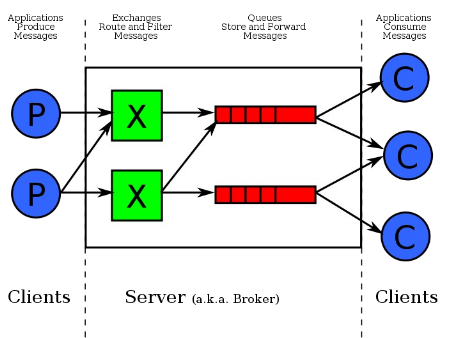 Applications
Produce
Messages
Exchanges
Route and Filter
Messages
Queues
Store and Forward
Messages
Applications
Consume
Messages
P
X
C
P
X
C
C
Clients
Server (a.k.a. Broker)
Clients